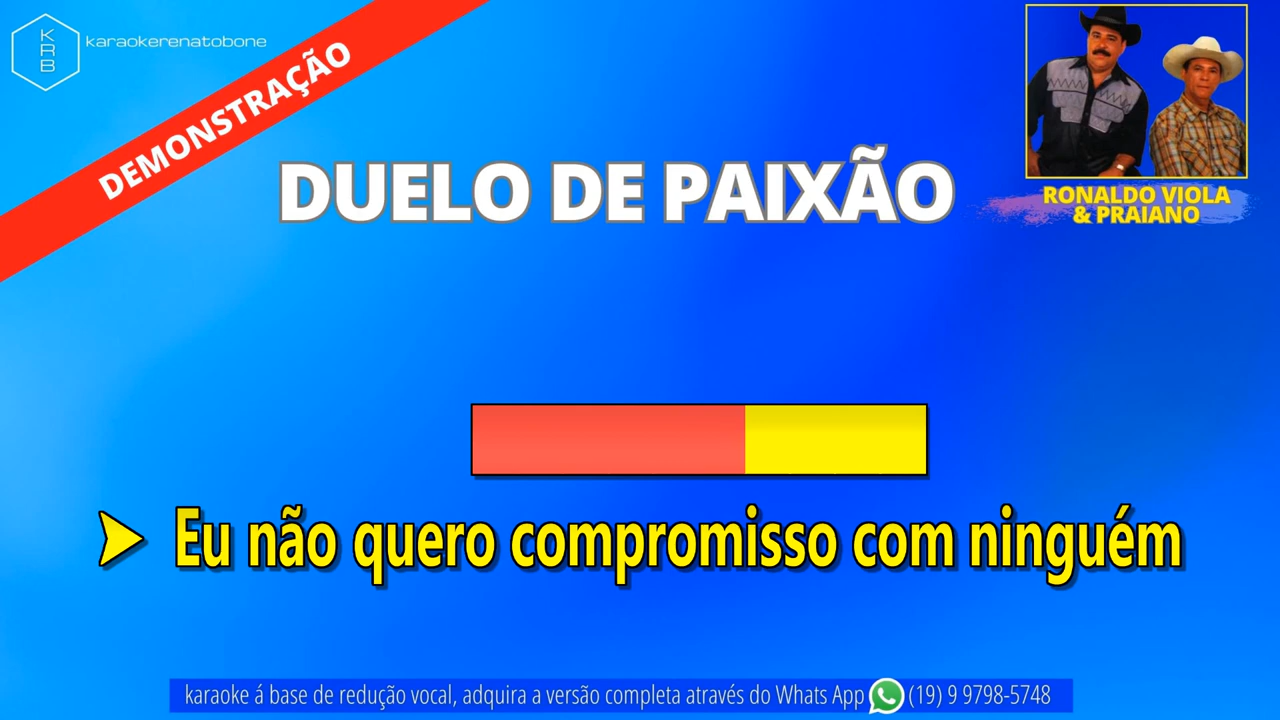 KRB
karaokerenatobone
DEMONSTRAÇÃO
DUELO DE PAIXÃO
RONALDO VIOLA
& PRAIANO
Eu não quero compromisso com ninguém
karaoke á base de redução vocal, adquira a versão completa através do Whats App (19) 9 9798-5748